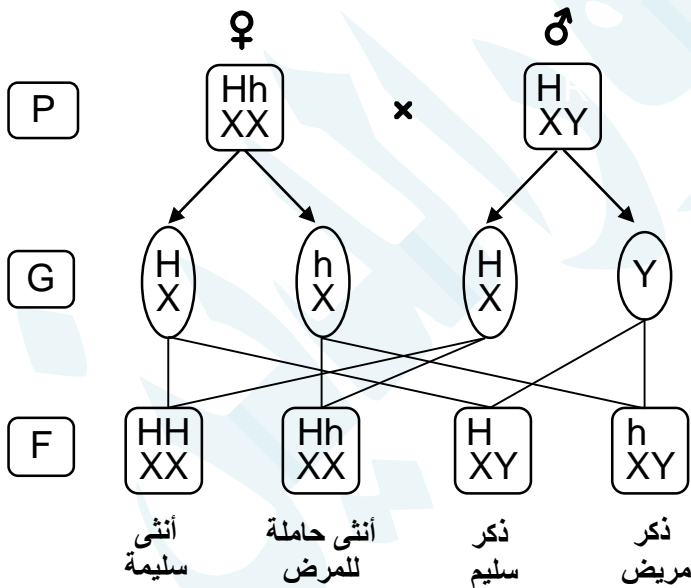 ♀ ♂
P
Hh
XX
×
H
XY
G
H
X
h
X
H
X
Y
F
HH
XX
Hh
XX
H
XY
h
XY
أنثى
سليمة
أنثى حاملة
للمرض
ذكر
سليم
ذكر
مريض